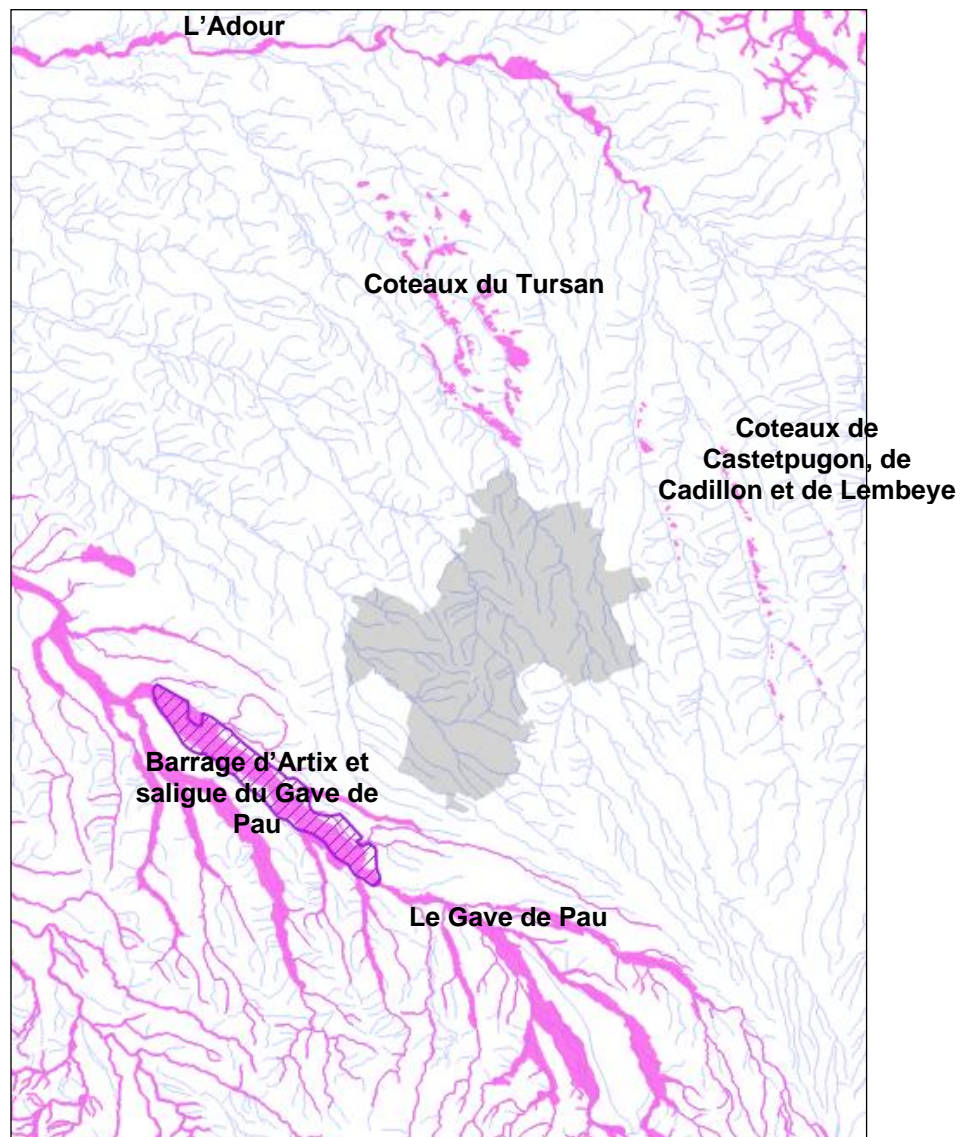 L'Adour
Coteaux du Tursan
Coteaux de
Castetpugon, de
Cadillon et de Lembeye
Barrage d'Artix et
saligue du Gave de
Pau
Le Gave de Pau